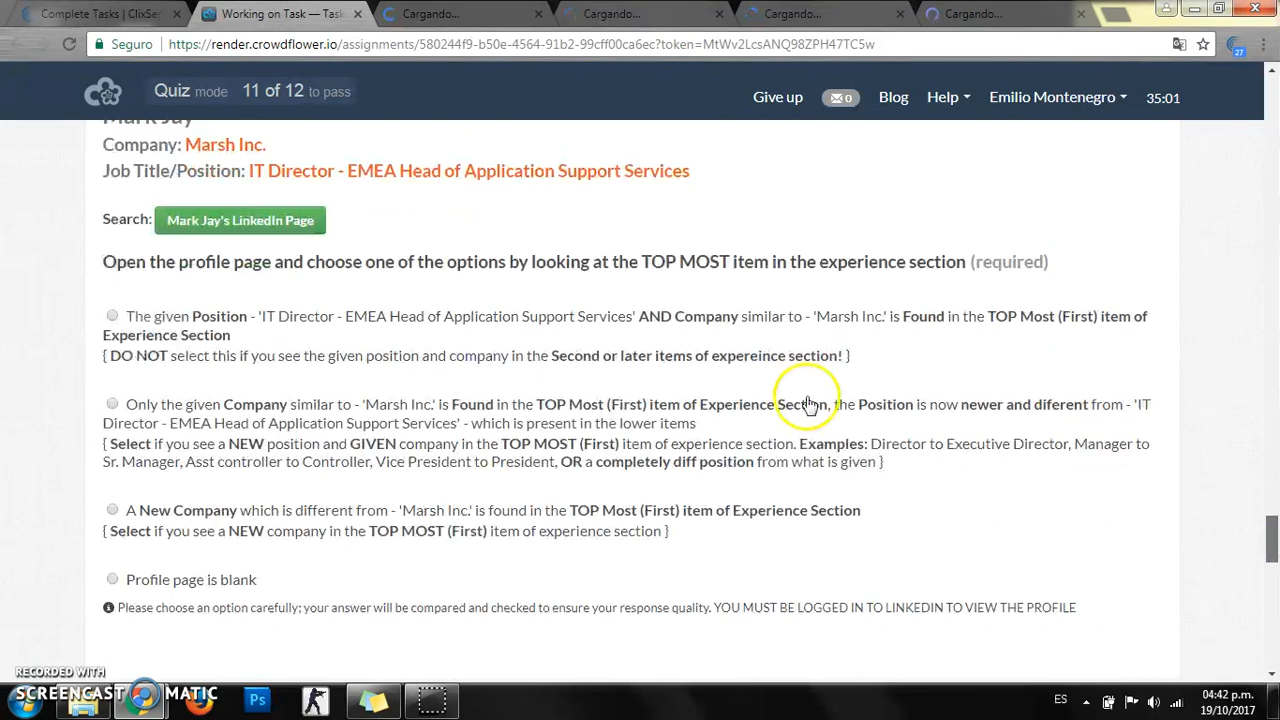 Complete Tasks | ClixSen
Working on Task — Task
Cargando...
Cargando...
Cargando...
Cargando...
Seguro
https://render.crowdflower.io/assignments/580244f9-b50e-4564-91b2-99cff00ca6ec?token=MtWv2LcsANQ98ZPH47TC5w
27
Quiz mode 11 of 12 to pass
Give up
0
Blog
Help
Emilio Montenegro
35:01
Mark Jay
Company: Marsh Inc.
Job Title/Position: IT Director - EMEA Head of Application Support Services
Search: Mark Jay's LinkedIn Page
Open the profile page and choose one of the options by looking at the TOP MOST item in the experience section (required)
The given Position - 'IT Director - EMEA Head of Application Support Services' AND Company similar to - 'Marsh Inc.' is Found in the TOP Most (First) item of
Experience Section
{ DO NOT select this if you see the given position and company in the Second or later items of expereince section! }
Only the given Company similar to - 'Marsh Inc.' is Found in the TOP Most (First) item of Experience Section, the Position is now newer and diferent from - 'IT
Director - EMEA Head of Application Support Services' - which is present in the lower items
{ Select if you see a NEW position and GIVEN company in the TOP MOST (First) item of experience section. Examples: Director to Executive Director, Manager to
Sr. Manager, Asst controller to Controller, Vice President to President, OR a completely diff position from what is given }
A New Company which is different from - 'Marsh Inc.' is found in the TOP Most (First) item of Experience Section
{ Select if you see a NEW company in the TOP MOST (First) item of experience section }
Profile page is blank
Please choose an option carefully; your answer will be compared and checked to ensure your response quality. YOU MUST BE LOGGED IN TO LINKEDIN TO VIEW THE PROFILE
RECORDED WITH
SCREENCAST MATIC
Ps
ES
04:42 p.m.
19/10/2017